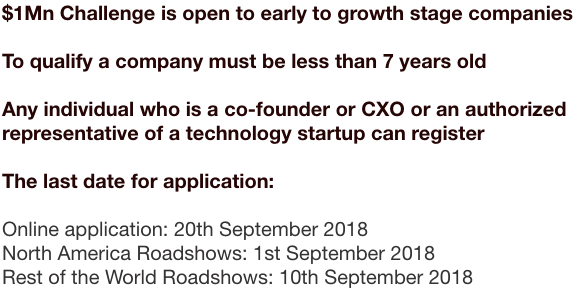 $1Mn Challenge is open to early to growth stage companies
To qualify a company must be less than 7 years old
Any individual who is a co-founder or CXO or an authorized
representative of a technology startup can register
The last date for application:
Online application: 20th September 2018
North America Roadshows: 1st September 2018
Rest of the World Roadshows: 10th September 2018